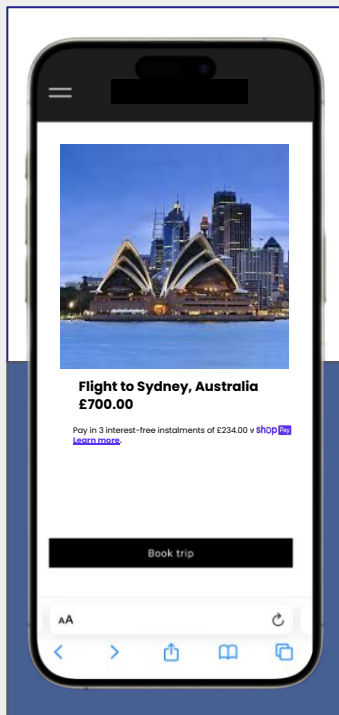 Flight to Sydney, Australia
£700.00
Pay in 3 interest-free instalments of £234.00 v shop Pay
Learn more.
Book trip
AA